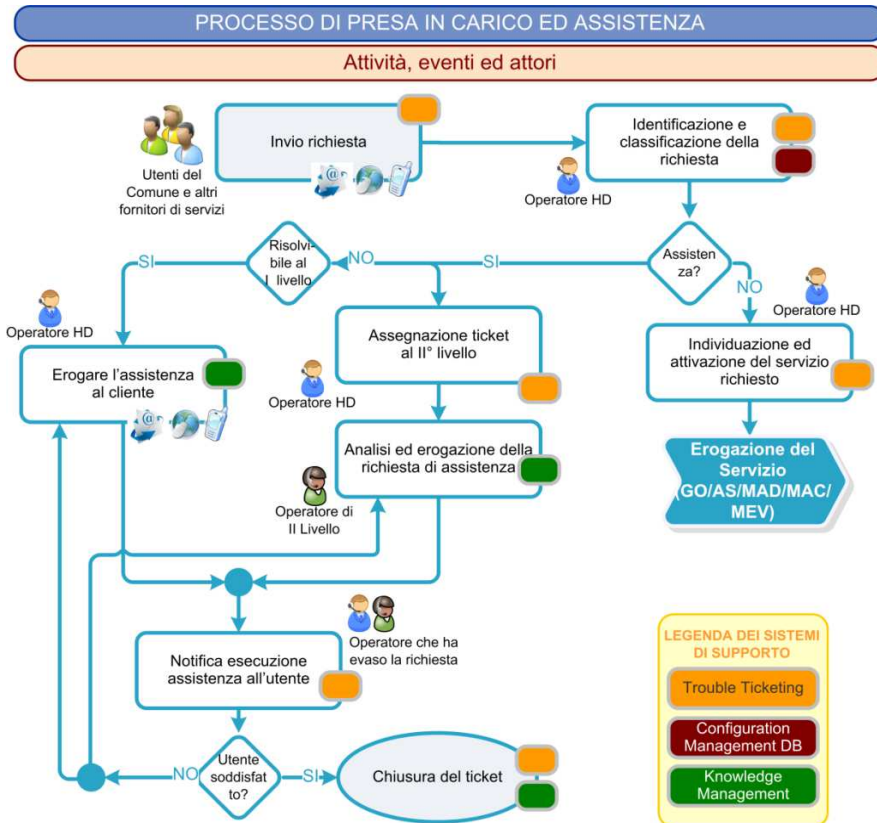 PROCESSO DI PRESA IN CARICO ED ASSISTENZA
Attività, eventi ed attori
Utenti del
Comune e altri
fornitori di servizi
Invio richiesta
Identificazione e
classificazione della
richiesta
Operatore HD
Risolvi-
bile al
I livello
SI
NO
SI
Assisten
za?
NO
Operatore HD
Operatore HD
Erogare l'assistenza
al cliente
Assegnazione ticket
al II° livello
Operatore HD
Individuazione ed
attivazione del servizio
richiesto
Analisi ed erogazione della
richiesta di assistenza
Operatore di
II Livello
Erogazione del
Servizio
(GO/AS/MAD/MAC/
MEV)
Operatore che ha
evaso la richiesta
Notifica esecuzione
assistenza all'utente
NO
Utente
soddisfat
to?
SI
Chiusura del ticket
LEGENDA DEI SISTEMI
DI SUPPORTO
Trouble Ticketing
Configuration
Management DB
Knowledge
Management